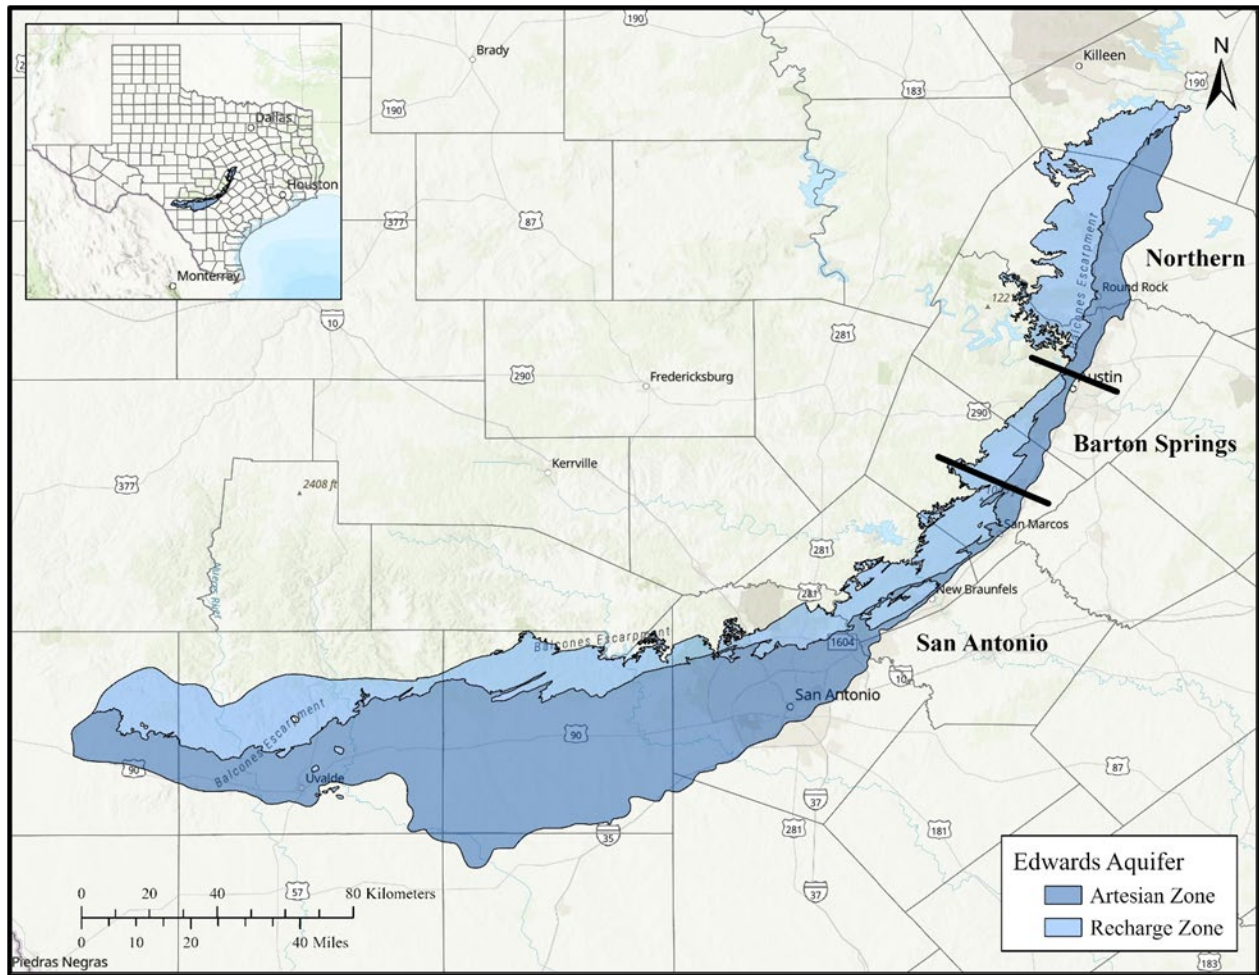 190
Brady
Killeen
N
190
183
190
Dallas
Houston
Monterray
377
87
Northern
Balcones Escarpment
Round Rock
122
10
281
290
Fredericksburg
290
Austin
Barton Springs
Kerrville
377
2408 ft
San Marcos
281
281
New Braunfels
Balcones Escarpment
1604
San Antonio
10
San Antonio
90
Balcones Escarpment
90
Uvalde
87
37
35
281
181
57
37
183
0 20 40 80 Kilometers
0 10 20 40 Miles
Edwards Aquifer
Artesian Zone
Recharge Zone
Piedras Negras